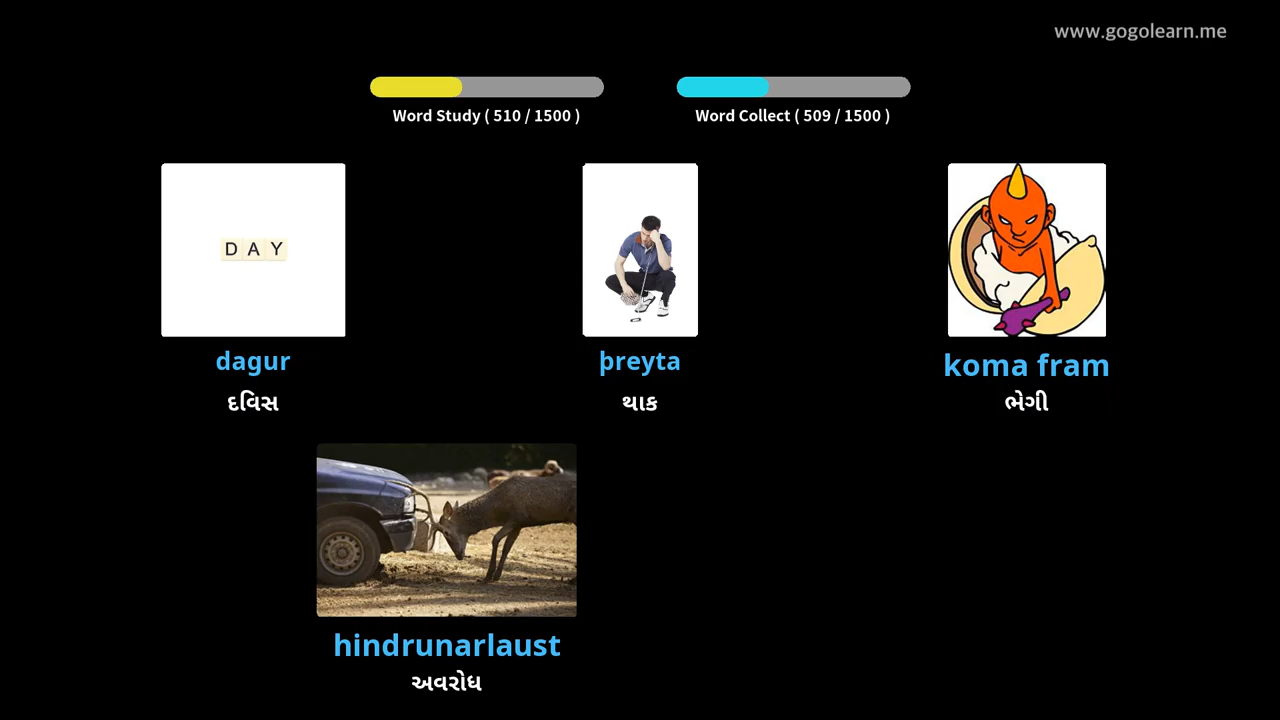 www.gogolearn.me
Word Study ( 510 / 1500 )
Word Collect ( 509 / 1500 )
DAY
dagur
દિવસ
þreyta
થાક
koma fram
ભેગી
hindrunarlaust
અવરોધ